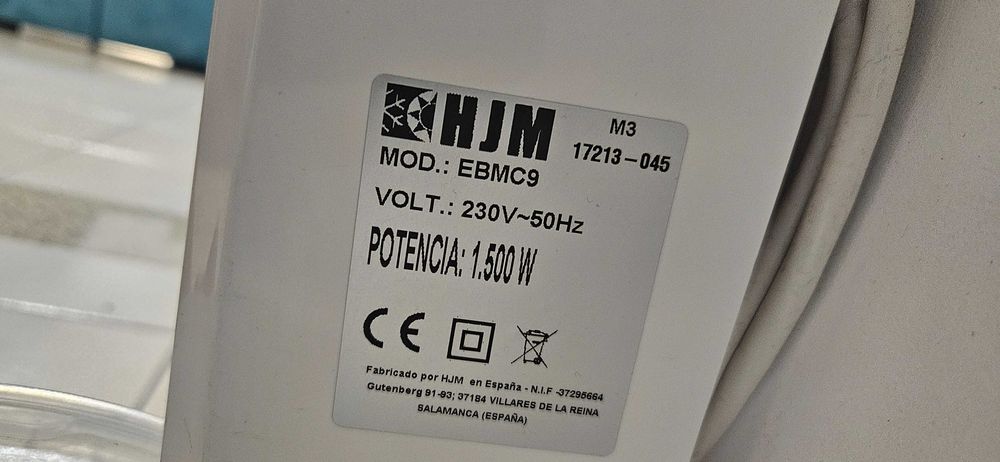 HJM
M3
17213-045
MOD.: EBMC9
VOLT.: 230V~50Hz
POTENCIA: 1.500 W
CE
Fabricado por HJM en España - N.I.F -37295664
Gutenberg 91-93; 37184 VILLARES DE LA REINA
SALAMANCA (ESPAÑA)